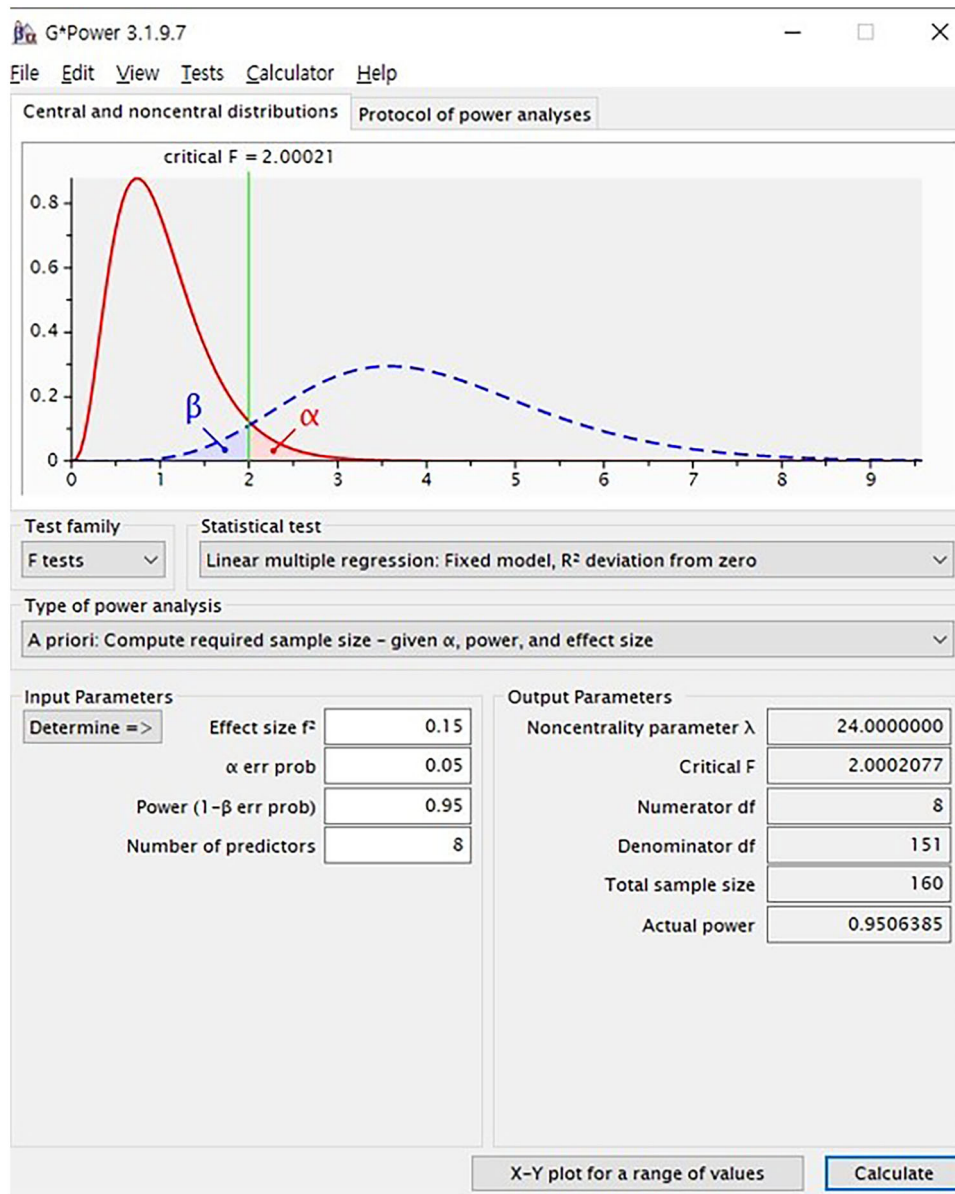 βα G*Power 3.1.9.7
File Edit View Tests Calculator Help
Central and noncentral distributions Protocol of power analyses
critical F = 2.00021
0.8
0.6
0.4
0.2
β α
0
0 1 2 3 4 5 6 7 8 9
Test family Statistical test
F tests Linear multiple regression: Fixed model, R² deviation from zero
Type of power analysis
A priori: Compute required sample size – given α, power, and effect size
Input Parameters Output Parameters
Determine => Effect size f² 0.15 Noncentrality parameter λ 24.0000000
α err prob 0.05 Critical F 2.0002077
Power (1-β err prob) 0.95 Numerator df 8
Number of predictors 8 Denominator df 151
Total sample size 160
Actual power 0.9506385
X-Y plot for a range of values Calculate